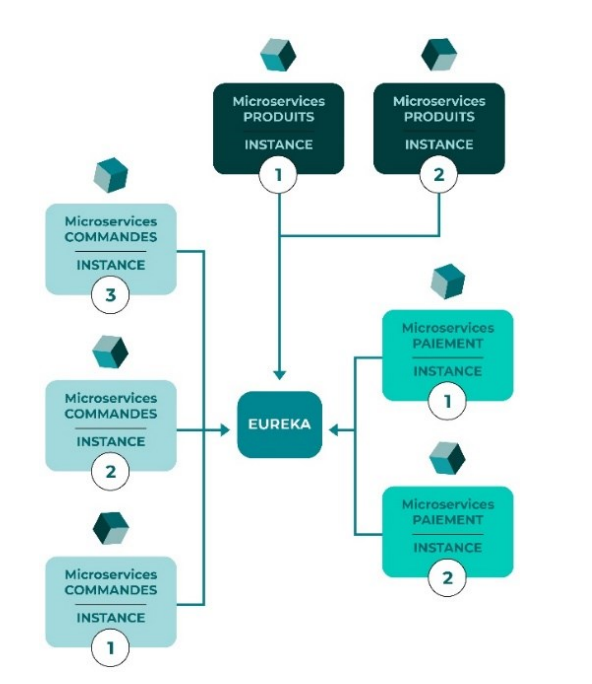 Microservices
PRODUITS
INSTANCE
1
Microservices
PRODUITS
INSTANCE
2
Microservices
COMMANDES
INSTANCE
3
Microservices
PAIEMENT
INSTANCE
1
Microservices
COMMANDES
INSTANCE
2
EUREKA
Microservices
PAIEMENT
INSTANCE
2
Microservices
COMMANDES
INSTANCE
1